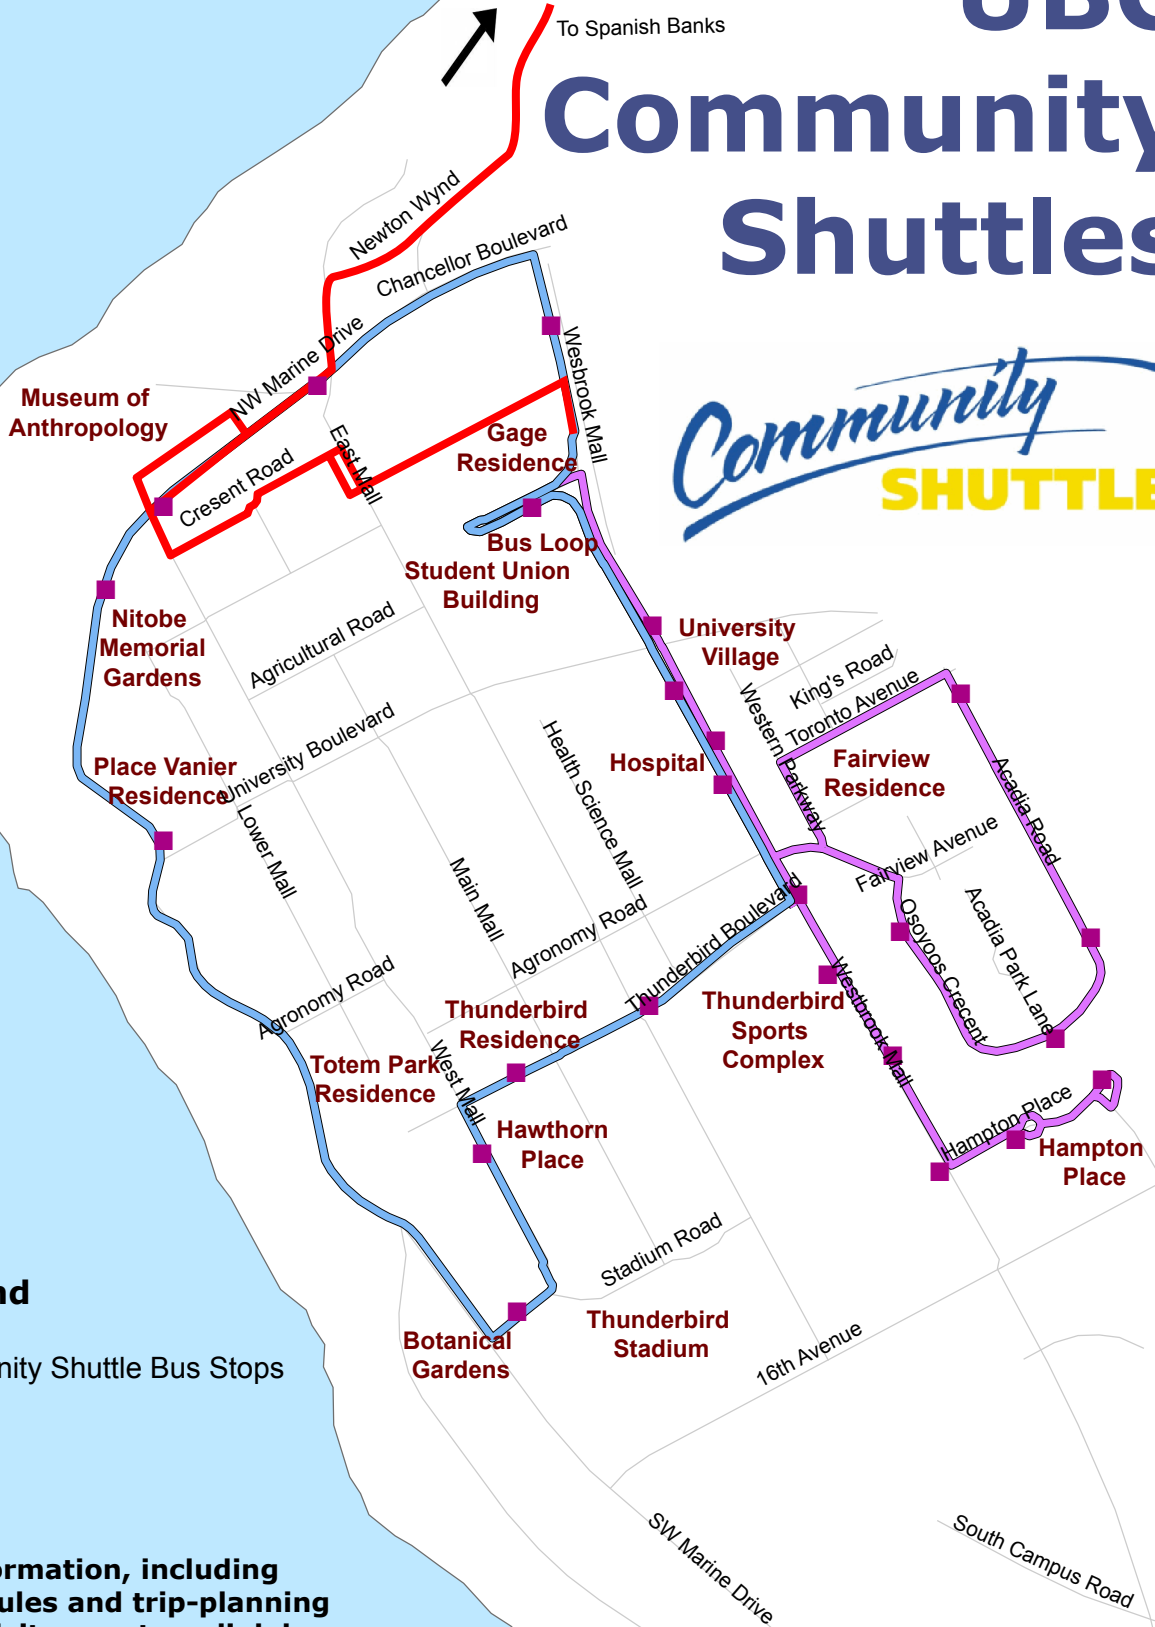 UBC
Community
Shuttles
To Spanish Banks
Newton Wynd
Chancellor Boulevard
NW Marine Drive
Wesbrook Mall
Community
SHUTTLE
Museum of
Anthropology
Gage
Residence
East Mall
Cresent Road
Bus Loop
Student Union
Building
Nitobe
Memorial
Gardens
Agricultural Road
University
Village
King's Road
Toronto Avenue
Western Parkway
University Boulevard
Health Science Mall
Hospital
Fairview
Residence
Acadia Road
Place Vanier
Residence
Lower Mall
Main Mall
Fairview Avenue
Osoyoos Crecent
Acadia Park Lane
Agronomy Road
Thunderbird Boulevard
Agronomy Road
Thunderbird
Residence
Thunderbird
Sports
Complex
Westbrook Mall
Totem Park
Residence
West Mall
Hawthorn
Place
Hampton Place
Hampton
Place
Stadium Road
Thunderbird
Stadium
Botanical
Gardens
16th Avenue
SW Marine Drive
South Campus Road
nd
nity Shuttle Bus Stops
ormation, including
ules and trip-planning